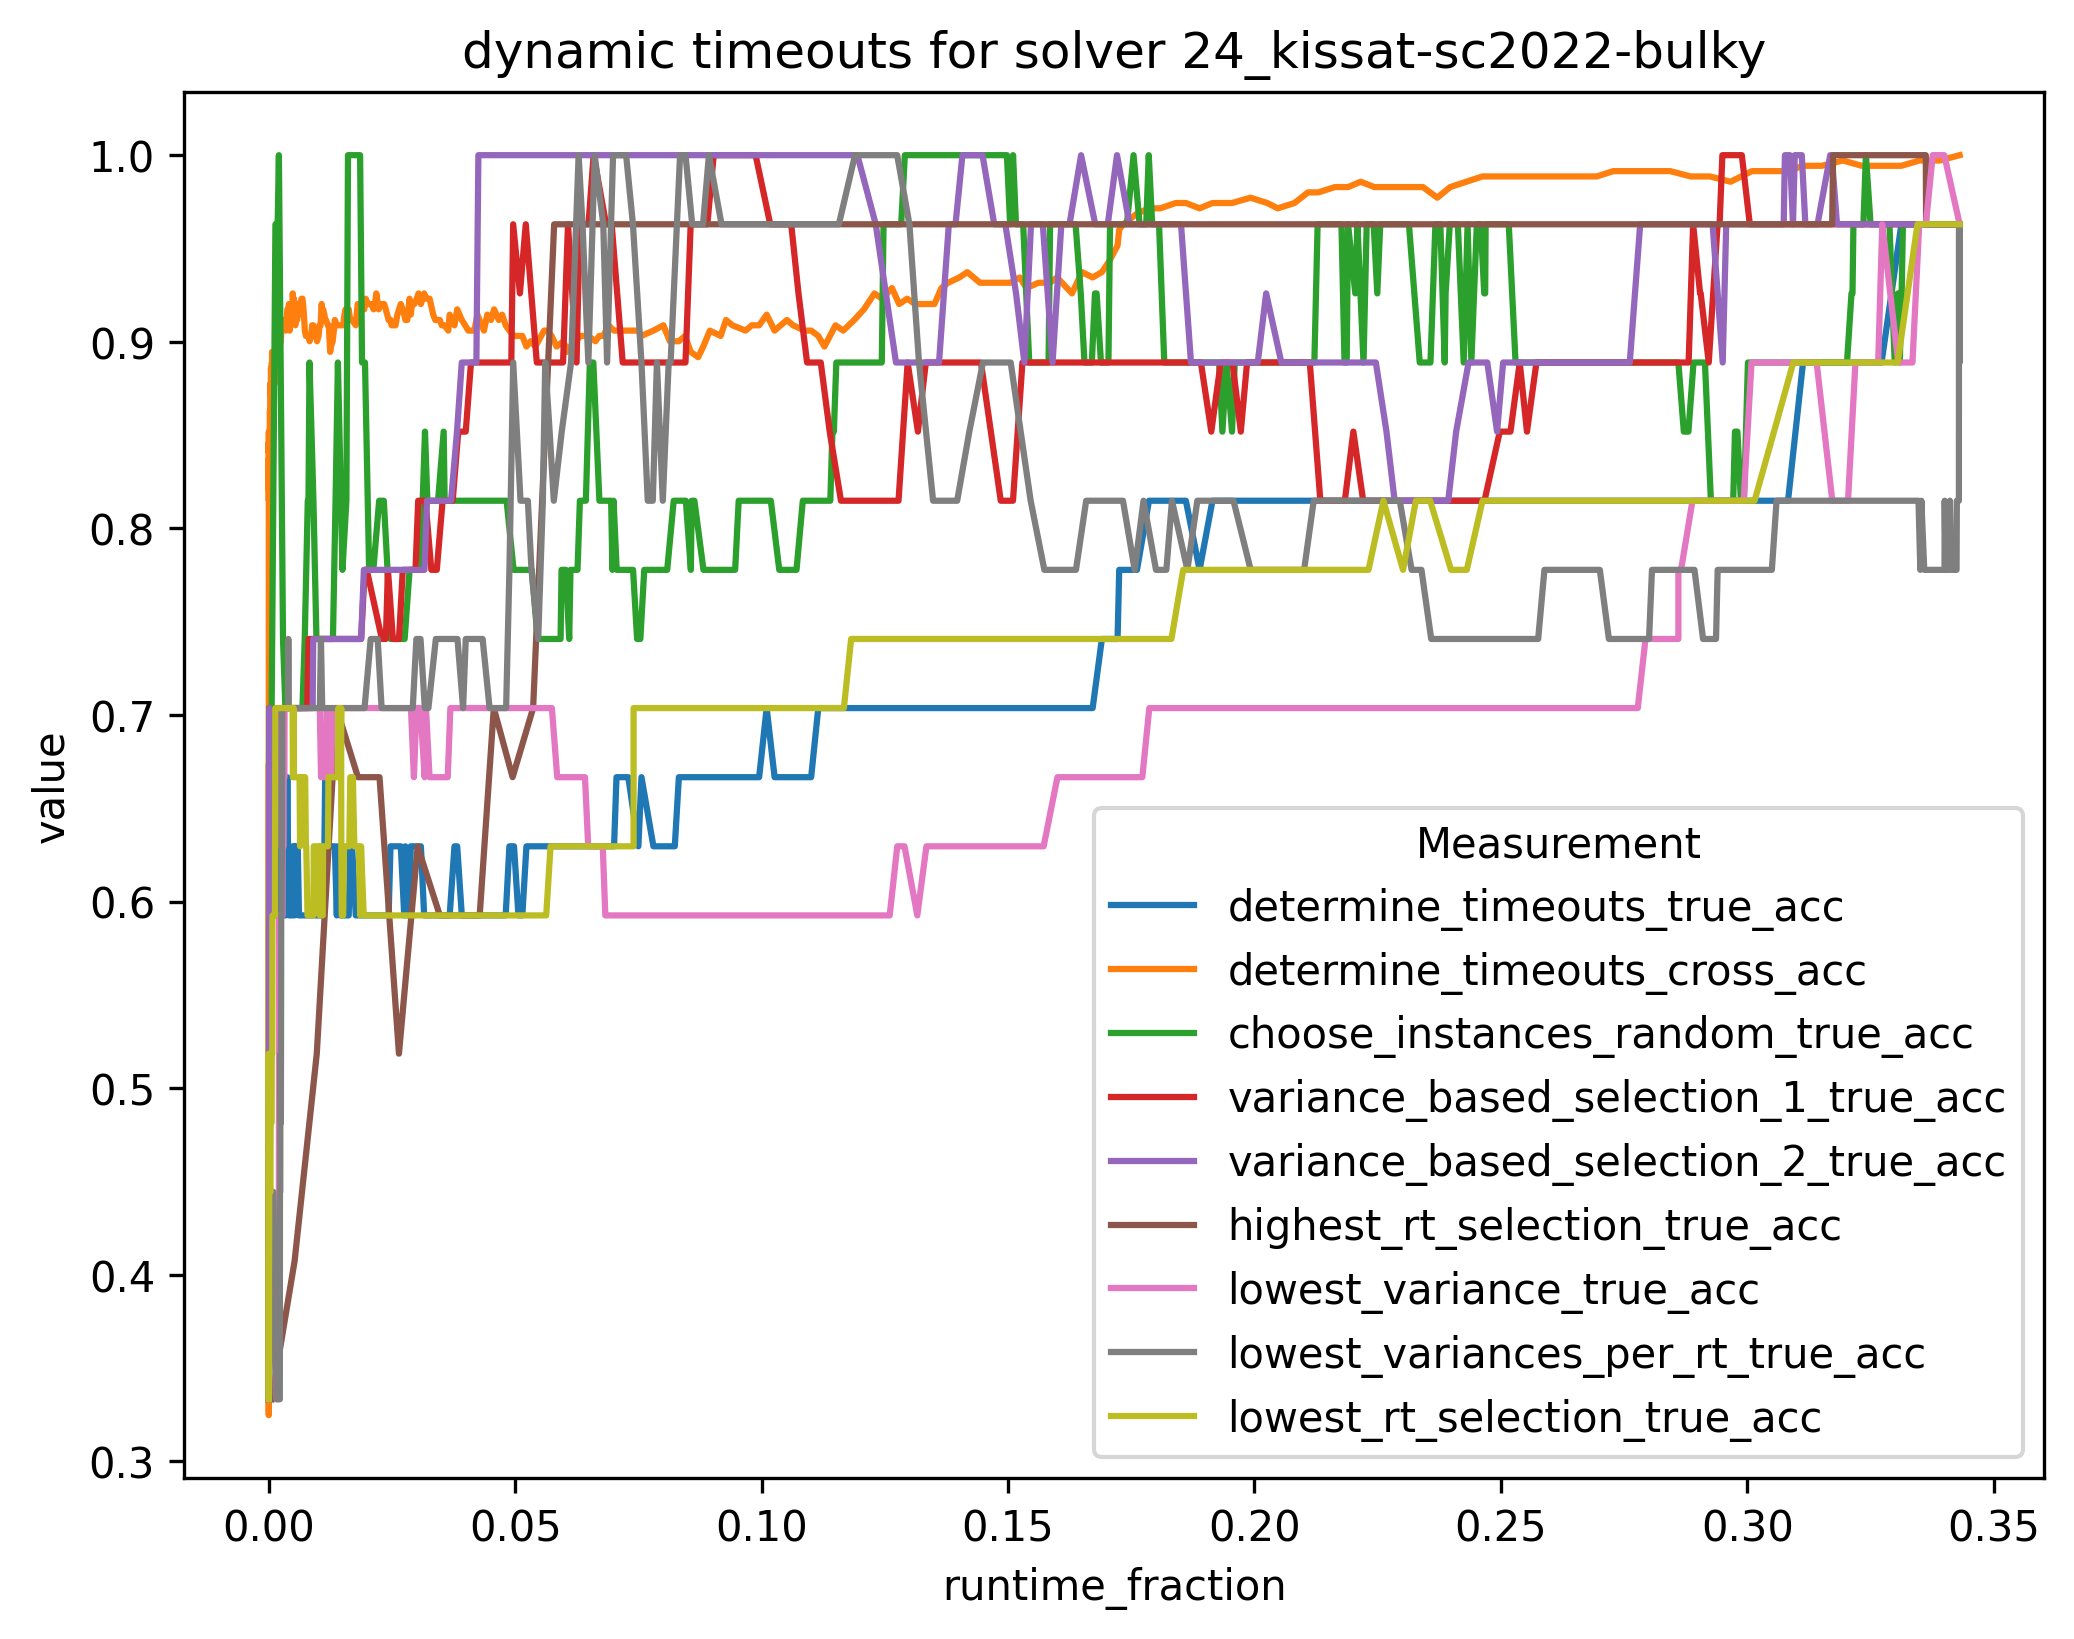 dynamic timeouts for solver 24_kissat-sc2022-bulky
1.0
0.9
0.8
0.7
0.6
0.5
0.4
0.3
value
Measurement
determine_timeouts_true_acc
determine_timeouts_cross_acc
choose_instances_random_true_acc
variance_based_selection_1_true_acc
variance_based_selection_2_true_acc
highest_rt_selection_true_acc
lowest_variance_true_acc
lowest_variances_per_rt_true_acc
lowest_rt_selection_true_acc
0.00 0.05 0.10 0.15 0.20 0.25 0.30 0.35
runtime_fraction